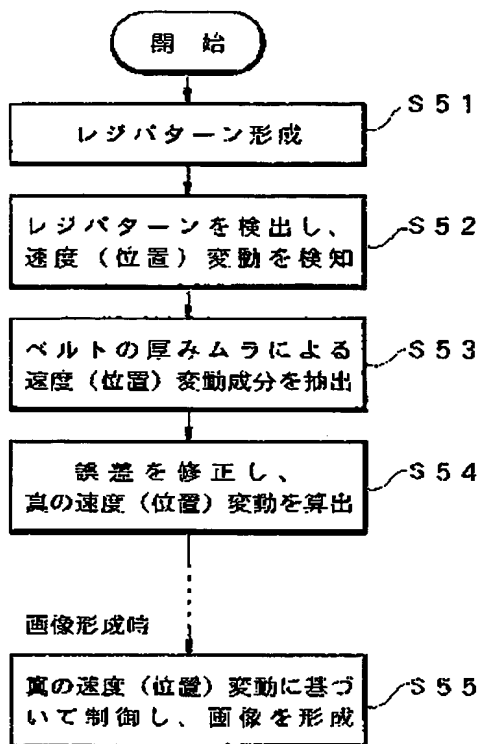 開始
レジパターン形成
S51
レジパターンを検出し、
速度（位置）変動を検知
S52
ベルトの厚みムラによる
速度（位置）変動成分を抽出
S53
誤差を修正し、
真の速度（位置）変動を算出
S54
画像形成時
真の速度（位置）変動に基づ
いて制御し、画像を形成
S55